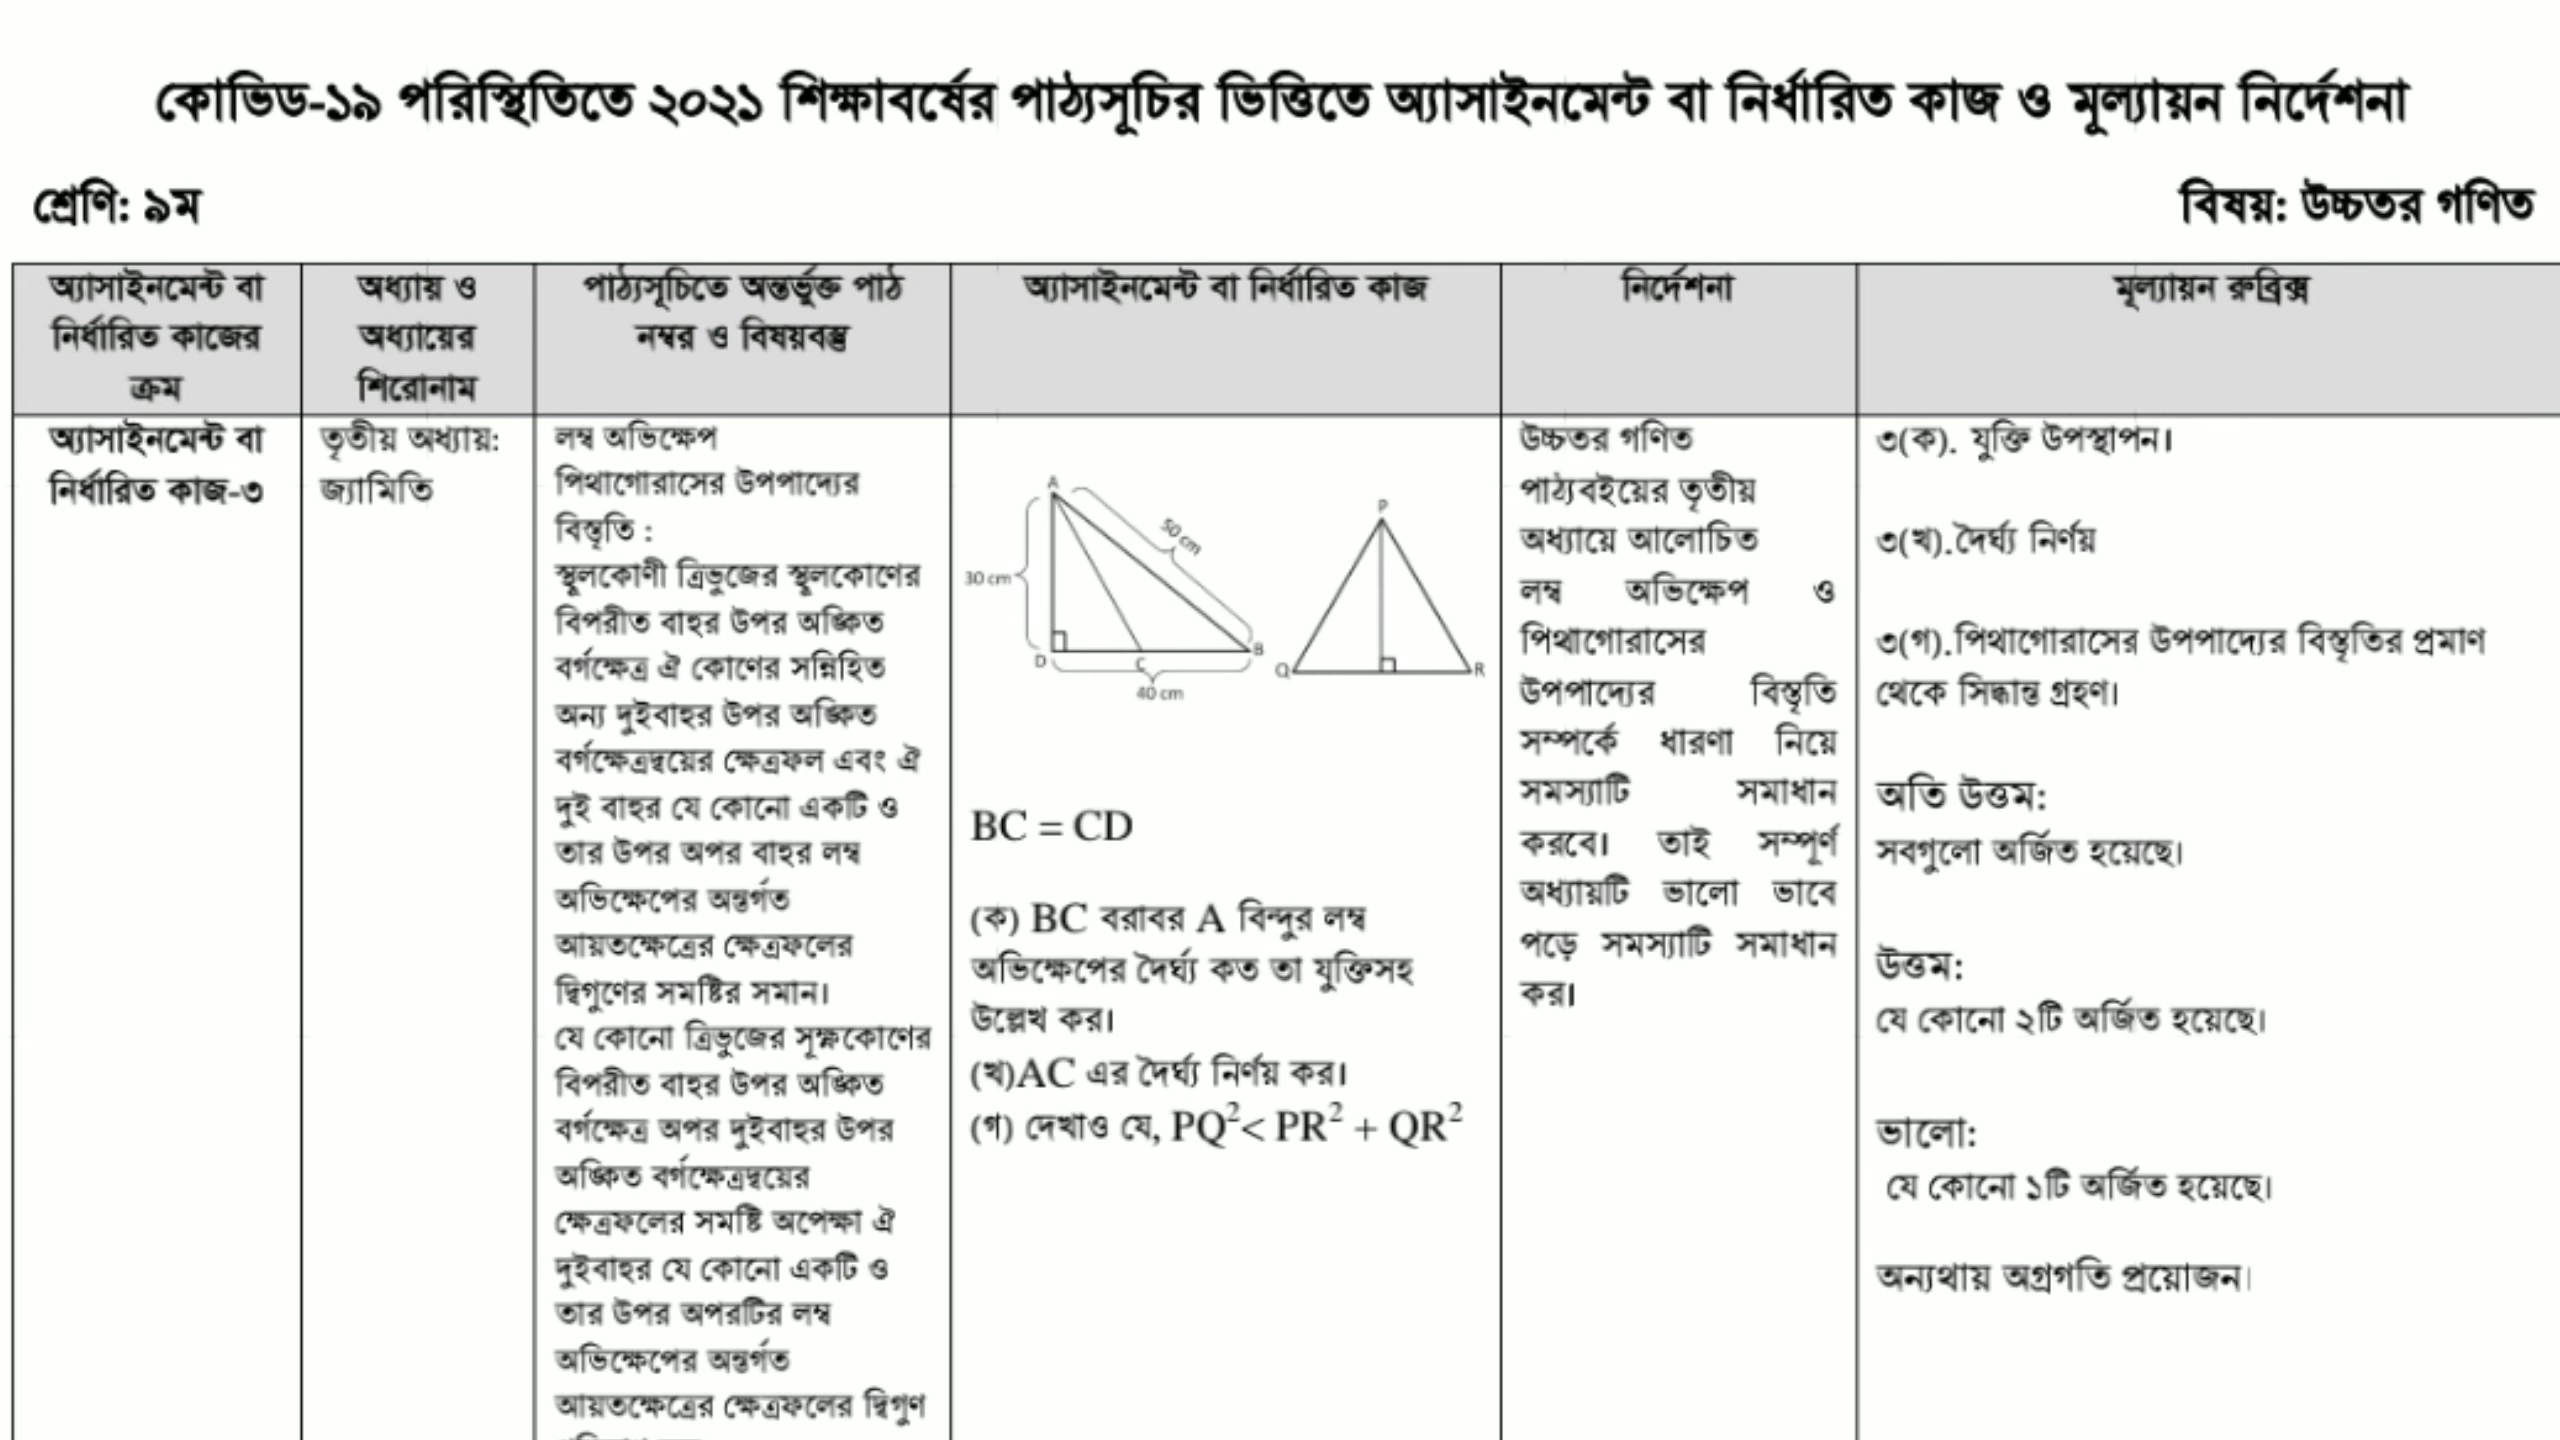 কোভিড-১৯ পরিস্থিতিতে ২০২১ শিক্ষাবর্ষের পাঠ্যসূচির ভিত্তিতে অ্যাসাইনমেন্ট বা নির্ধারিত কাজ ও মূল্যায়ন নির্দেশনা
শ্রেণি: ৯ম
বিষয়: উচ্চতর গণিত
অ্যাসাইনমেন্ট বা
নির্ধারিত কাজের
ক্রম
অধ্যায় ও
অধ্যায়ের
শিরোনাম
পাঠ্যসূচিতে অন্তর্ভুক্ত পাঠ
নম্বর ও বিষয়বস্তু
অ্যাসাইনমেন্ট বা নির্ধারিত কাজ
নির্দেশনা
মূল্যায়ন রুব্রিক্স
অ্যাসাইনমেন্ট বা
নির্ধারিত কাজ-৩
তৃতীয় অধ্যায়:
জ্যামিতি
লম্ব অভিক্ষেপ
পিথাগোরাসের উপপাদ্যের
বিস্তৃতি :
স্থূলকোণী ত্রিভুজের স্থূলকোণের
বিপরীত বাহুর উপর অঙ্কিত
বর্গক্ষেত্র ঐ কোণের সন্নিহিত
অন্য দুইবাহুর উপর অঙ্কিত
বর্গক্ষেত্রদ্বয়ের ক্ষেত্রফল এবং ঐ
দুই বাহুর যে কোনো একটি ও
তার উপর অপর বাহুর লম্ব
অভিক্ষেপের অন্তর্গত
আয়তক্ষেত্রের ক্ষেত্রফলের
দ্বিগুণের সমষ্টির সমান।
যে কোনো ত্রিভুজের সূক্ষ্মকোণের
বিপরীত বাহুর উপর অঙ্কিত
বর্গক্ষেত্র অপর দুইবাহুর উপর
অঙ্কিত বর্গক্ষেত্রদ্বয়ের
ক্ষেত্রফলের সমষ্টি অপেক্ষা ঐ
দুইবাহুর যে কোনো একটি ও
তার উপর অপরটির লম্ব
অভিক্ষেপের অন্তর্গত
আয়তক্ষেত্রের ক্ষেত্রফলের দ্বিগুণ
A
50 cm
30 cm
D
C
B
40 cm
P
Q
R
BC = CD
(ক) BC বরাবর A বিন্দুর লম্ব
অভিক্ষেপের দৈর্ঘ্য কত তা যুক্তিসহ
উল্লেখ কর।
(খ)AC এর দৈর্ঘ্য নির্ণয় কর।
(গ) দেখাও যে, PQ²< PR² + QR²
উচ্চতর গণিত
পাঠ্যবইয়ের তৃতীয়
অধ্যায়ে আলোচিত
লম্ব অভিক্ষেপ ও
পিথাগোরাসের
উপপাদ্যের বিস্তৃতি
সম্পর্কে ধারণা নিয়ে
সমস্যাটি সমাধান
করবে। তাই সম্পূর্ণ
অধ্যায়টি ভালো ভাবে
পড়ে সমস্যাটি সমাধান
কর।
৩(ক). যুক্তি উপস্থাপন।
৩(খ).দৈর্ঘ্য নির্ণয়
৩(গ).পিথাগোরাসের উপপাদ্যের বিস্তৃতির প্রমাণ
থেকে সিদ্ধান্ত গ্রহণ।
অতি উত্তম:
সবগুলো অর্জিত হয়েছে।
উত্তম:
যে কোনো ২টি অর্জিত হয়েছে।
ভালো:
যে কোনো ১টি অর্জিত হয়েছে।
অন্যথায় অগ্রগতি প্রয়োজন।